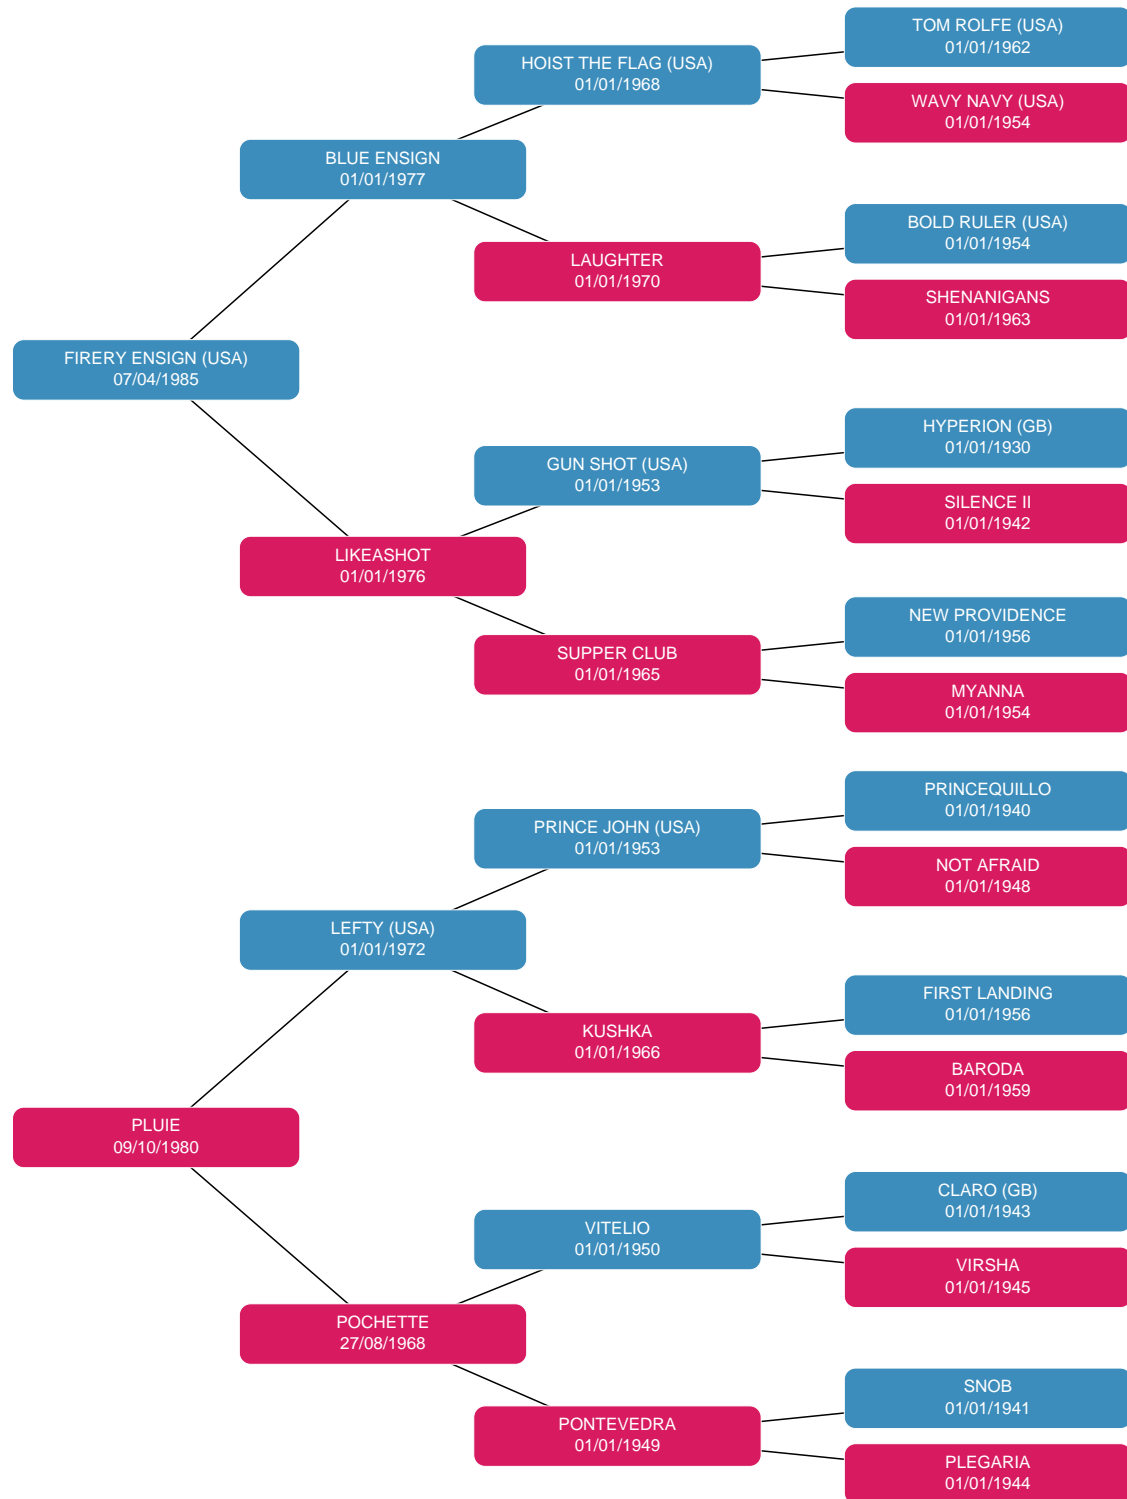 TOM ROLFE (USA)
01/01/1962
HOIST THE FLAG (USA)
01/01/1968
WAVY NAVY (USA)
01/01/1954
BLUE ENSIGN
01/01/1977
BOLD RULER (USA)
01/01/1954
LAUGHTER
01/01/1970
SHENANIGANS
01/01/1963
FIRERY ENSIGN (USA)
07/04/1985
HYPERION (GB)
01/01/1930
GUN SHOT (USA)
01/01/1953
SILENCE II
01/01/1942
LIKEASHOT
01/01/1976
NEW PROVIDENCE
01/01/1956
SUPPER CLUB
01/01/1965
MYANNA
01/01/1954
PRINCEQUILLO
01/01/1940
PRINCE JOHN (USA)
01/01/1953
NOT AFRAID
01/01/1948
LEFTY (USA)
01/01/1972
FIRST LANDING
01/01/1956
KUSHKA
01/01/1966
BARODA
01/01/1959
PLUIE
09/10/1980
CLARO (GB)
01/01/1943
VITELIO
01/01/1950
VIRSHA
01/01/1945
POCHETTE
27/08/1968
SNOB
01/01/1941
PONTEVEDRA
01/01/1949
PLEGARIA
01/01/1944